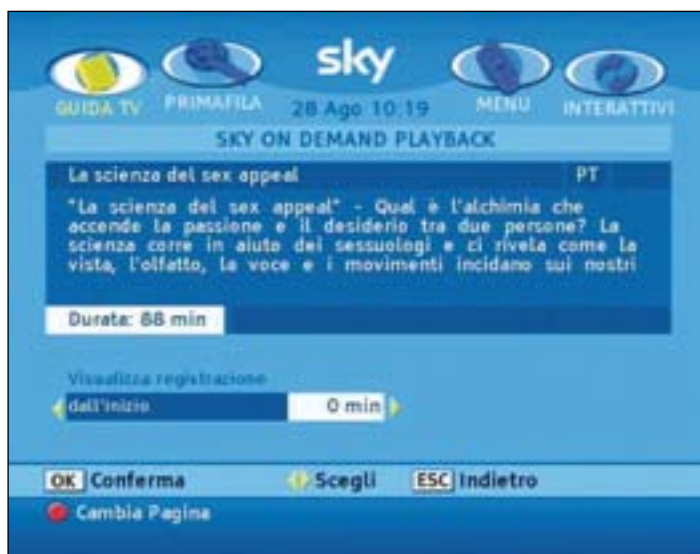 sky
GUIDA TV PRIMAFILA 28 Ago 10:19 MENU INTERATTIVI
SKY ON DEMAND PLAYBACK
La scienza del sex appeal PT
"La scienza del sex appeal" - Qual è l'alchimia che
accende la passione e il desiderio tra due persone? La
scienza corre in aiuto dei sessuologi e ci rivela come la
vista, l'olfatto, la voce e i movimenti incidano sui nostri
Durata: 88 min
Visualizza registrazione
dall'inizio 0 min
OK Conferma Scegli ESC Indietro
Cambia Pagina